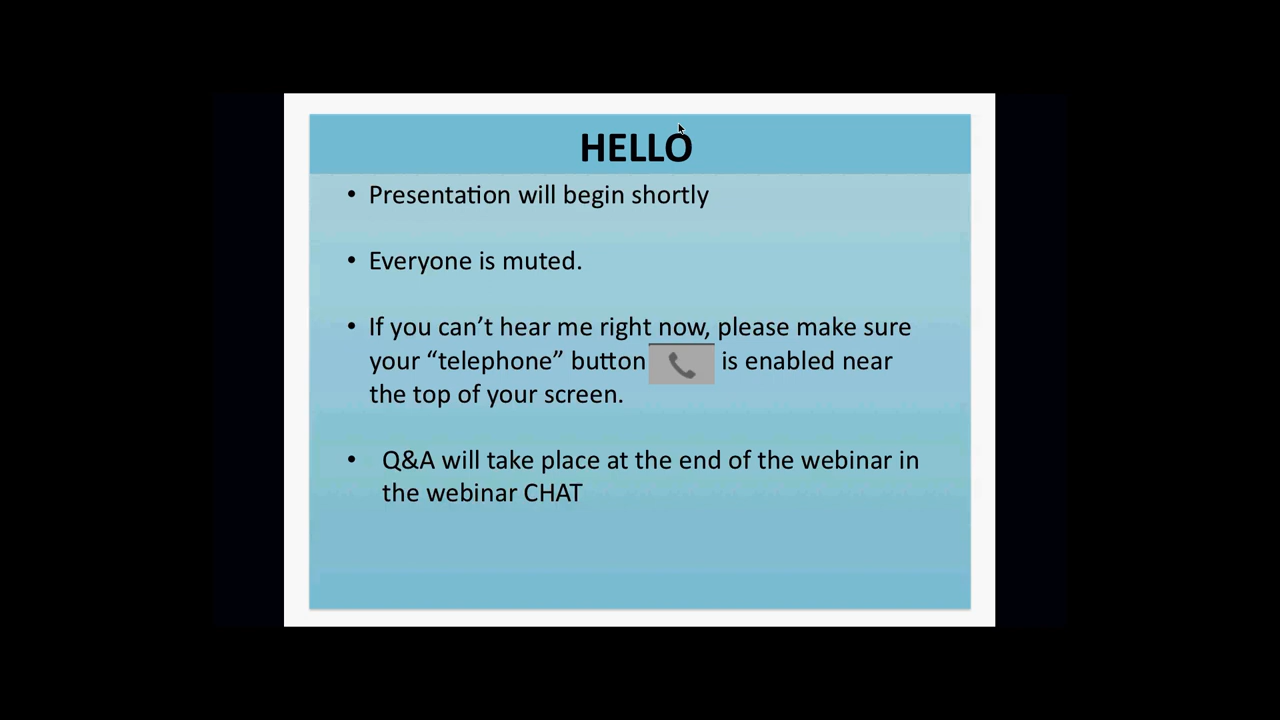 HELLO
• Presentation will begin shortly
• Everyone is muted.
• If you can’t hear me right now, please make sure
your “telephone” button is enabled near
the top of your screen.
• Q&A will take place at the end of the webinar in
the webinar CHAT